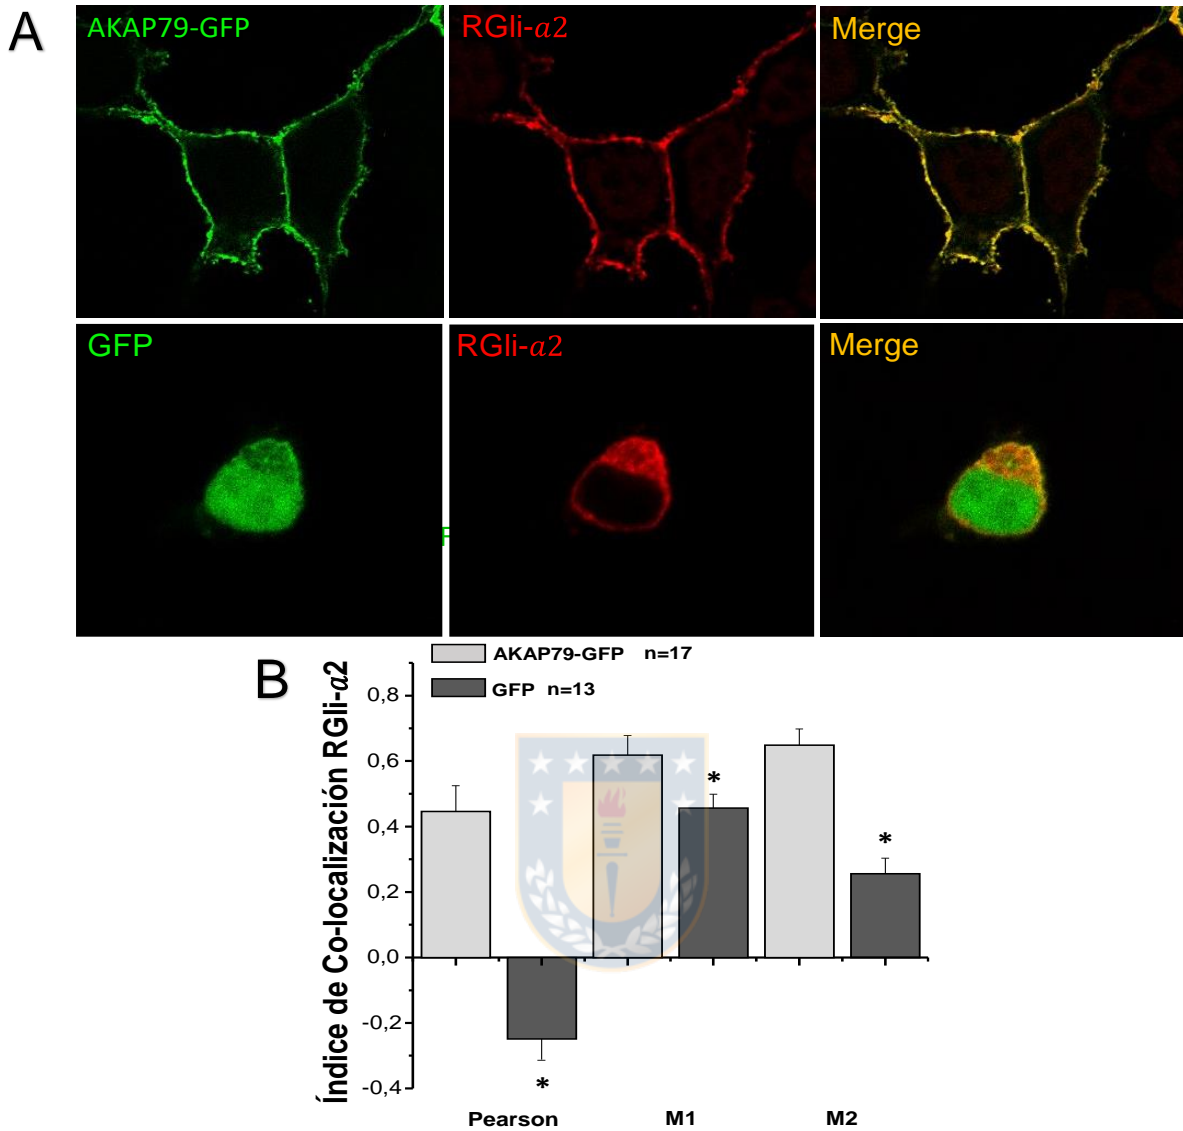 A
AKAP79-GFP
RGli-α2
Merge
GFP
RGli-α2
Merge
F
B
AKAP79-GFP n=17
GFP n=13
Índice de Co-localización RGli-α2
0,8
0,6
0,4
0,2
0,0
-0,2
-0,4
*
*
*
Pearson
M1
M2